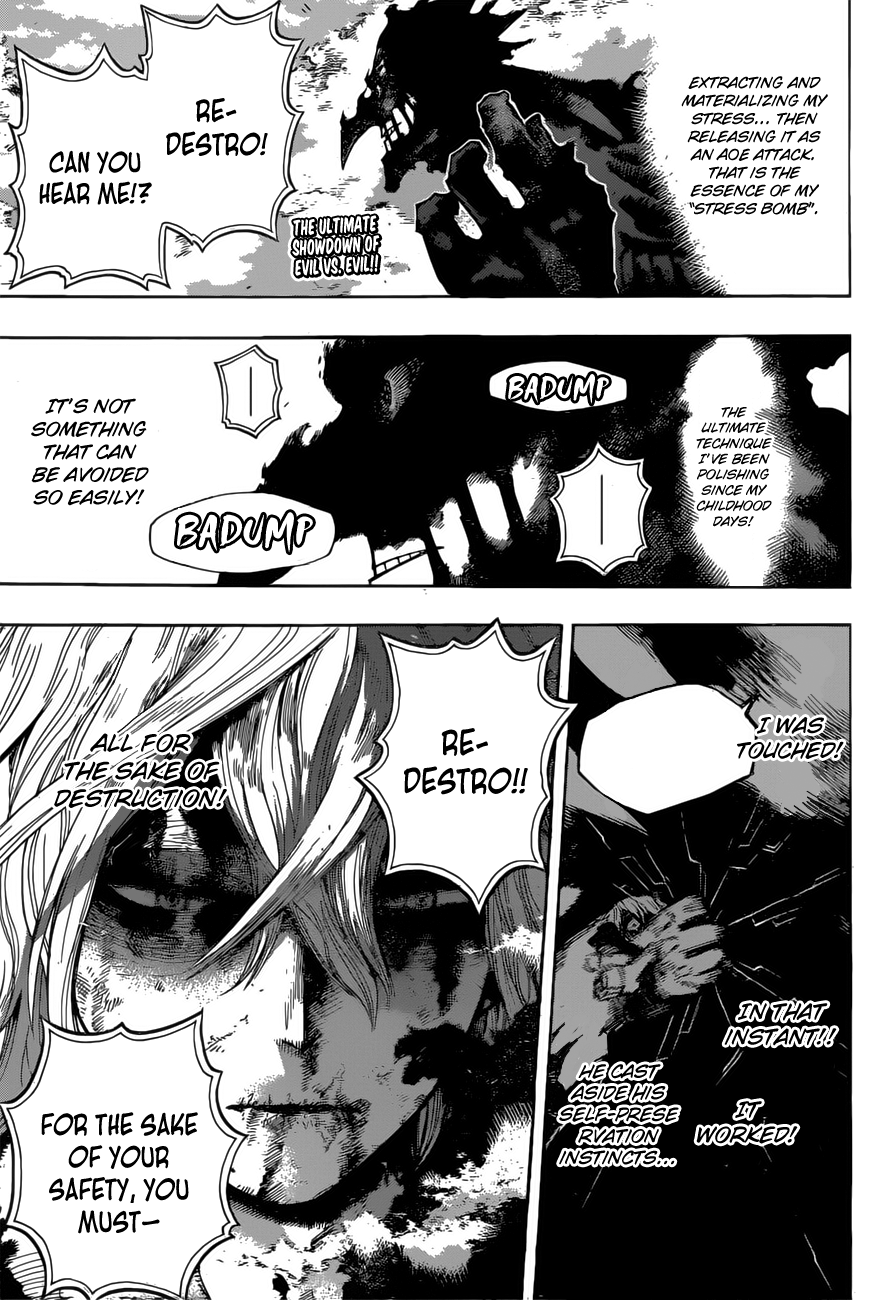 EXTRACTING AND
MATERIALIZING MY
STRESS... THEN
RELEASING IT AS
AN AOE ATTACK.
THAT IS THE
ESSENCE OF MY
"STRESS BOMB".
RE-
DESTRO!
CAN YOU
HEAR ME!?
THE ULTIMATE
SHOWDOWN OF
EVIL VS. EVIL!!
THE
ULTIMATE
TECHNIQUE
I'VE BEEN
POLISHING
SINCE MY
CHILDHOOD
DAYS!
BADUMP
BADUMP
IT'S NOT
SOMETHING
THAT CAN
BE AVOIDED
SO EASILY!
I WAS
TOUCHED!
IN THAT
INSTANT!!
IT
WORKED!
HE CAST
ASIDE HIS
SELF-PRESE
RVATION
INSTINCTS...
RE-
DESTRO!!
ALL FOR
THE SAKE OF
DESTRUCTION!
FOR THE SAKE
OF YOUR
SAFETY, YOU
MUST—